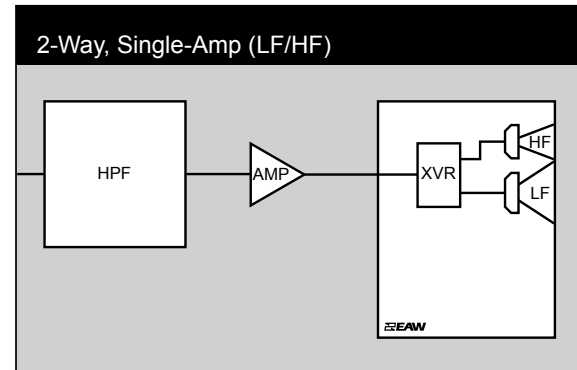 2-Way, Single-Amp (LF/HF)
HPF
AMP
XVR
HF
LF
EAW